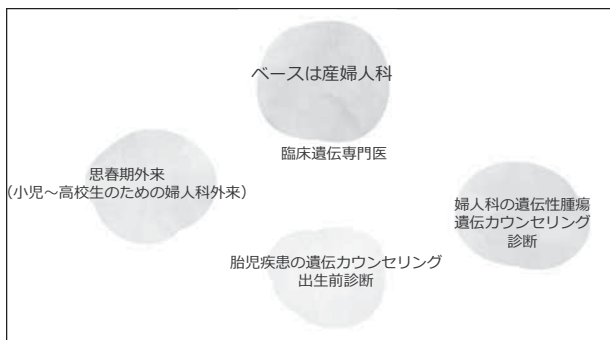 ベースは産婦人科
臨床遺伝専門医
思春期外来
(小児～高校生のための婦人科外来)
婦人科の遺伝性腫瘍
遺伝カウンセリング
診断
胎児疾患の遺伝カウンセリング
出生前診断